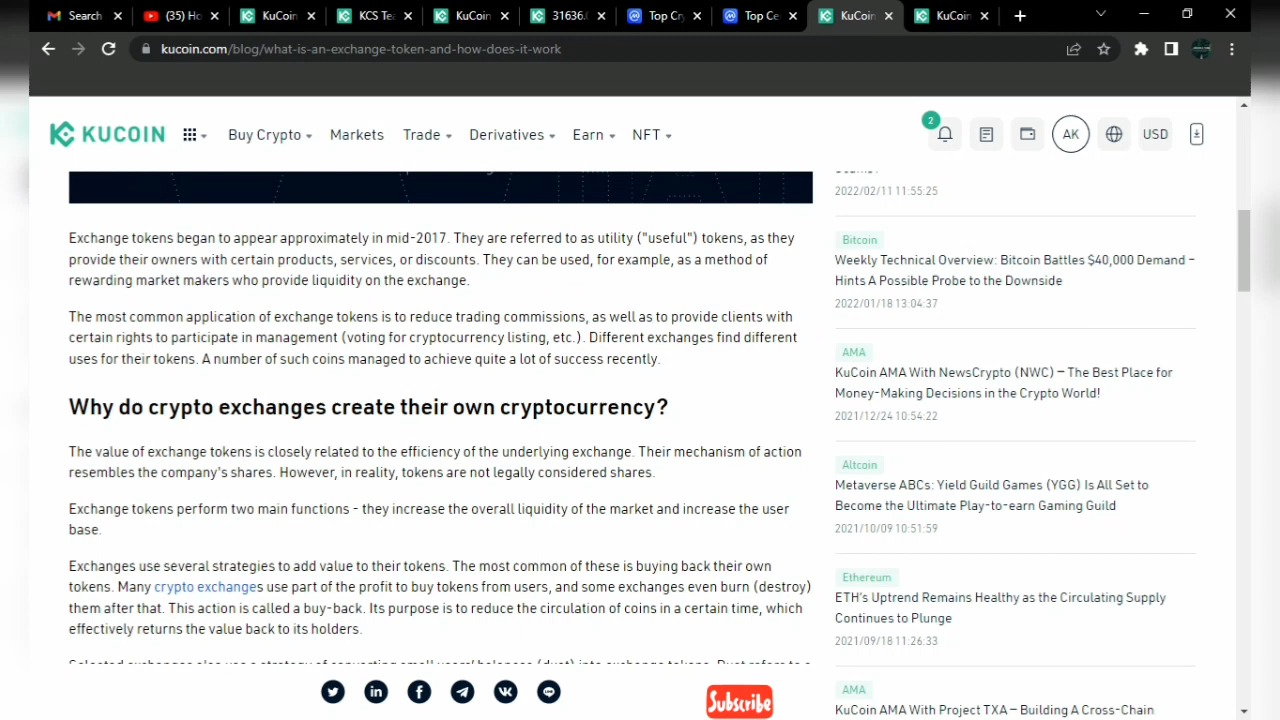 Search
(35) Ho
KuCoin
KCS Tea
KuCoin
31636.
Top Cry
Top Ce
KuCoin
KuCoin
kucoin.com/blog/what-is-an-exchange-token-and-how-does-it-work
KUCOIN
Buy Crypto
Markets
Trade
Derivatives
Earn
NFT
2
AK
USD
2022/02/11 11:55:25
Exchange tokens began to appear approximately in mid-2017. They are referred to as utility ("useful") tokens, as they
provide their owners with certain products, services, or discounts. They can be used, for example, as a method of
rewarding market makers who provide liquidity on the exchange.
The most common application of exchange tokens is to reduce trading commissions, as well as to provide clients with
certain rights to participate in management (voting for cryptocurrency listing, etc.). Different exchanges find different
uses for their tokens. A number of such coins managed to achieve quite a lot of success recently.
Why do crypto exchanges create their own cryptocurrency?
The value of exchange tokens is closely related to the efficiency of the underlying exchange. Their mechanism of action
resembles the company's shares. However, in reality, tokens are not legally considered shares.
Exchange tokens perform two main functions - they increase the overall liquidity of the market and increase the user
base.
Exchanges use several strategies to add value to their tokens. The most common of these is buying back their own
tokens. Many crypto exchanges use part of the profit to buy tokens from users, and some exchanges even burn (destroy)
them after that. This action is called a buy-back. Its purpose is to reduce the circulation of coins in a certain time, which
effectively returns the value back to its holders.
Bitcoin
Weekly Technical Overview: Bitcoin Battles $40,000 Demand –
Hints A Possible Probe to the Downside
2022/01/18 13:04:37
AMA
KuCoin AMA With NewsCrypto (NWC) — The Best Place for
Money-Making Decisions in the Crypto World!
2021/12/24 10:54:22
Altcoin
Metaverse ABCs: Yield Guild Games (YGG) Is All Set to
Become the Ultimate Play-to-earn Gaming Guild
2021/10/09 10:51:59
Ethereum
ETH's Uptrend Remains Healthy as the Circulating Supply
Continues to Plunge
2021/09/18 11:26:33
AMA
KuCoin AMA With Project TXA — Building A Cross-Chain
Subscribe